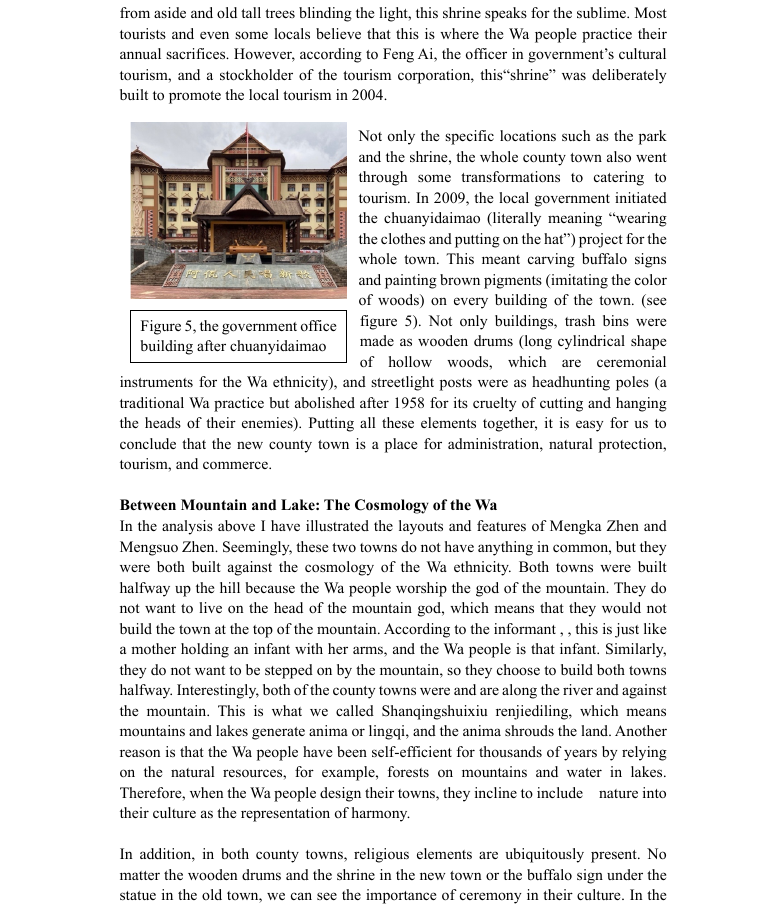 from aside and old tall trees blinding the light, this shrine speaks for the sublime. Most
tourists and even some locals believe that this is where the Wa people practice their
annual sacrifices. However, according to Feng Ai, the officer in government’s cultural
tourism, and a stockholder of the tourism corporation, this“shrine” was deliberately
built to promote the local tourism in 2004.
Not only the specific locations such as the park
and the shrine, the whole county town also went
through some transformations to catering to
tourism. In 2009, the local government initiated
the chuanyidaimao (literally meaning “wearing
the clothes and putting on the hat”) project for the
whole town. This meant carving buffalo signs
and painting brown pigments (imitating the color
of woods) on every building of the town. (see
figure 5). Not only buildings, trash bins were
made as wooden drums (long cylindrical shape
of hollow woods, which are ceremonial
Figure 5, the government office
building after chuanyidaimao
instruments for the Wa ethnicity), and streetlight posts were as headhunting poles (a
traditional Wa practice but abolished after 1958 for its cruelty of cutting and hanging
the heads of their enemies). Putting all these elements together, it is easy for us to
conclude that the new county town is a place for administration, natural protection,
tourism, and commerce.
Between Mountain and Lake: The Cosmology of the Wa
In the analysis above I have illustrated the layouts and features of Mengka Zhen and
Mengsuo Zhen. Seemingly, these two towns do not have anything in common, but they
were both built against the cosmology of the Wa ethnicity. Both towns were built
halfway up the hill because the Wa people worship the god of the mountain. They do
not want to live on the head of the mountain god, which means that they would not
build the town at the top of the mountain. According to the informant , , this is just like
a mother holding an infant with her arms, and the Wa people is that infant. Similarly,
they do not want to be stepped on by the mountain, so they choose to build both towns
halfway. Interestingly, both of the county towns were and are along the river and against
the mountain. This is what we called Shanqingshuixiu renjiediling, which means
mountains and lakes generate anima or lingqi, and the anima shrouds the land. Another
reason is that the Wa people have been self-efficient for thousands of years by relying
on the natural resources, for example, forests on mountains and water in lakes.
Therefore, when the Wa people design their towns, they incline to include nature into
their culture as the representation of harmony.
In addition, in both county towns, religious elements are ubiquitously present. No
matter the wooden drums and the shrine in the new town or the buffalo sign under the
statue in the old town, we can see the importance of ceremony in their culture. In the